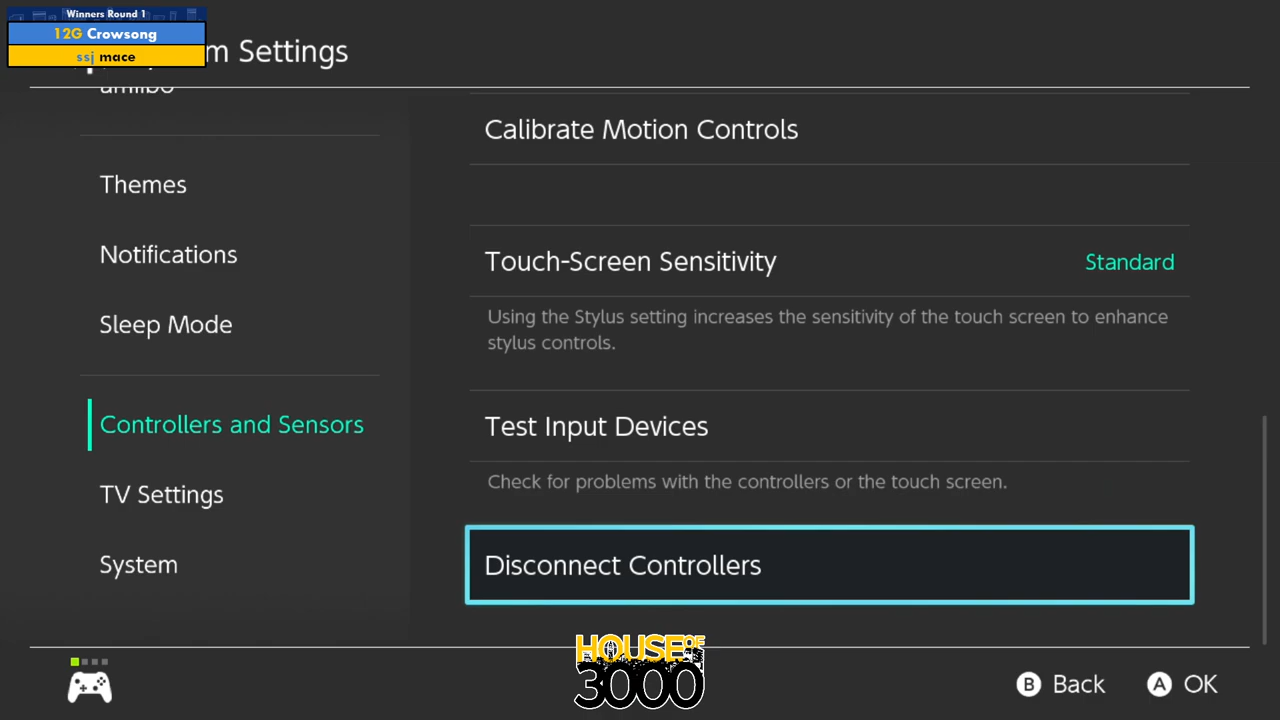 Winners Round 1
12G Crowsong
ssj mace
m Settings
amiibo
Themes
Notifications
Sleep Mode
Controllers and Sensors
TV Settings
System
Calibrate Motion Controls
Touch-Screen Sensitivity Standard
Using the Stylus setting increases the sensitivity of the touch screen to enhance
stylus controls.
Test Input Devices
Check for problems with the controllers or the touch screen.
Disconnect Controllers
HOUSE OF
3000
B Back A OK